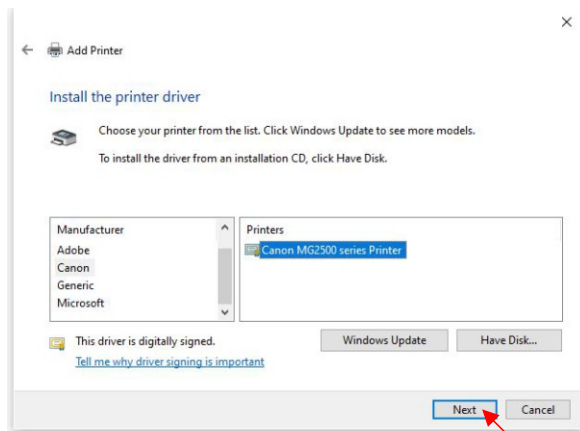 Add Printer
Install the printer driver
Choose your printer from the list. Click Windows Update to see more models.
To install the driver from an installation CD, click Have Disk.
Manufacturer
Adobe
Canon
Generic
Microsoft
Printers
Canon MG2500 series Printer
This driver is digitally signed.
Tell me why driver signing is important
Windows Update
Have Disk...
Next
Cancel